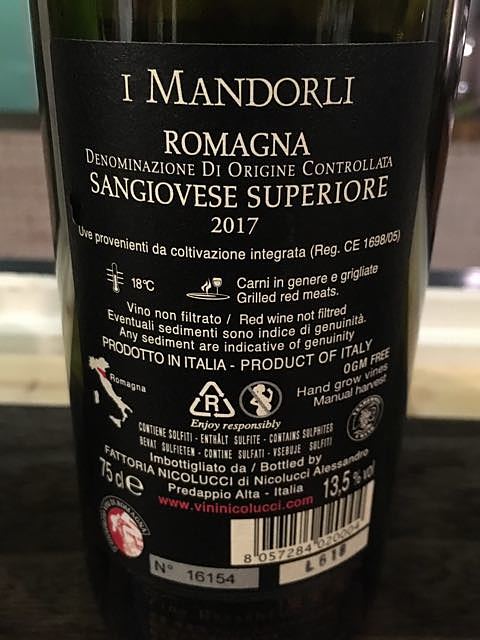 I MANDORLI
ROMAGNA
DENOMINAZIONE DI ORIGINE CONTROLLATA
SANGIOVESE SUPERIORE
2017
Uve provenienti da coltivazione integrata (Reg. CE 1698/05)
18°C
Carni in genere e grigliate
Grilled red meats.
Vino non filtrato / Red wine not filtred
Eventuali sedimenti sono indice di genuinità.
Any sediment are indicative of genuinity
PRODOTTO IN ITALIA - PRODUCT OF ITALY
OGM FREE
Romagna
R
Hand grow vines
Manual harvest
Enjoy responsibly
CONTIENE SOLFITI - ENTHÄLT SULFITE - CONTAINS SULPHITES
BEVAT SULFIETEN - CONTINE SULFATI - VSEBUJE SULFITI
Imbottigliato da / Bottled by
75 cl e
FATTORIA NICOLUCCI di Nicolucci Alessandro
Predappio Alta - Italia
13,5% vol
www.vininicolucci.com
8 057284 020004
N° 16154
L 618